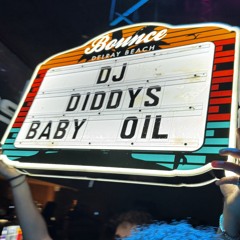 Bounce
DELRAY BEACH
DJ
DIDDYS
BABY OIL